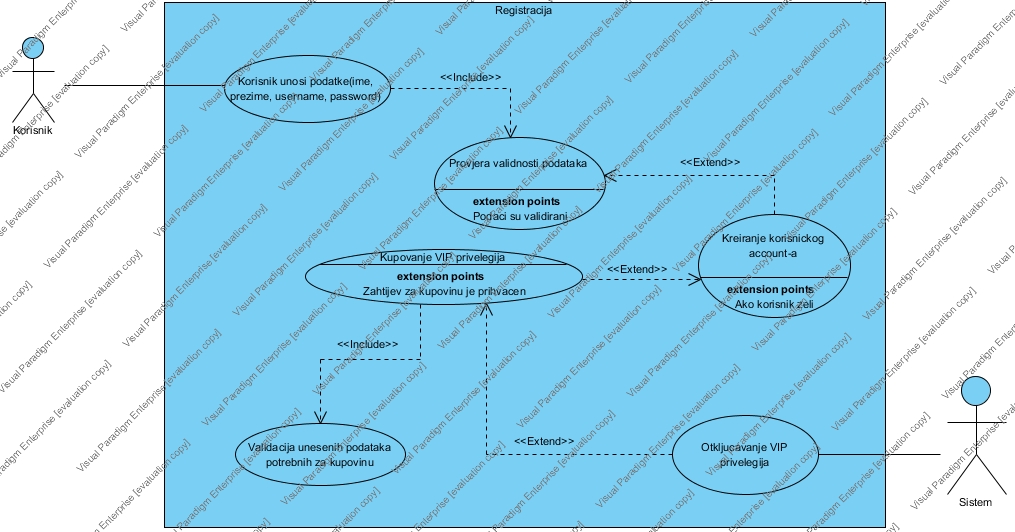 Registracija
Korisnik
Korisnik unosi podatke(ime,
prezime, username, password)
<<Include>>
Provjera validnosti podataka
extension points
Podaci su validirani
<<Extend>>
Kreiranje korisnickog
account-a
extension points
Ako korisnik zeli
Kupovanje VIP privelegija
extension points
Zahtijev za kupovinu je prihvacen
<<Extend>>
<<Include>>
Validacija unesenih podataka
potrebnih za kupovinu
<<Extend>>
Otkljucavanje VIP
privelegija
Sistem
Visual Paradigm Enterprise [evaluation copy]